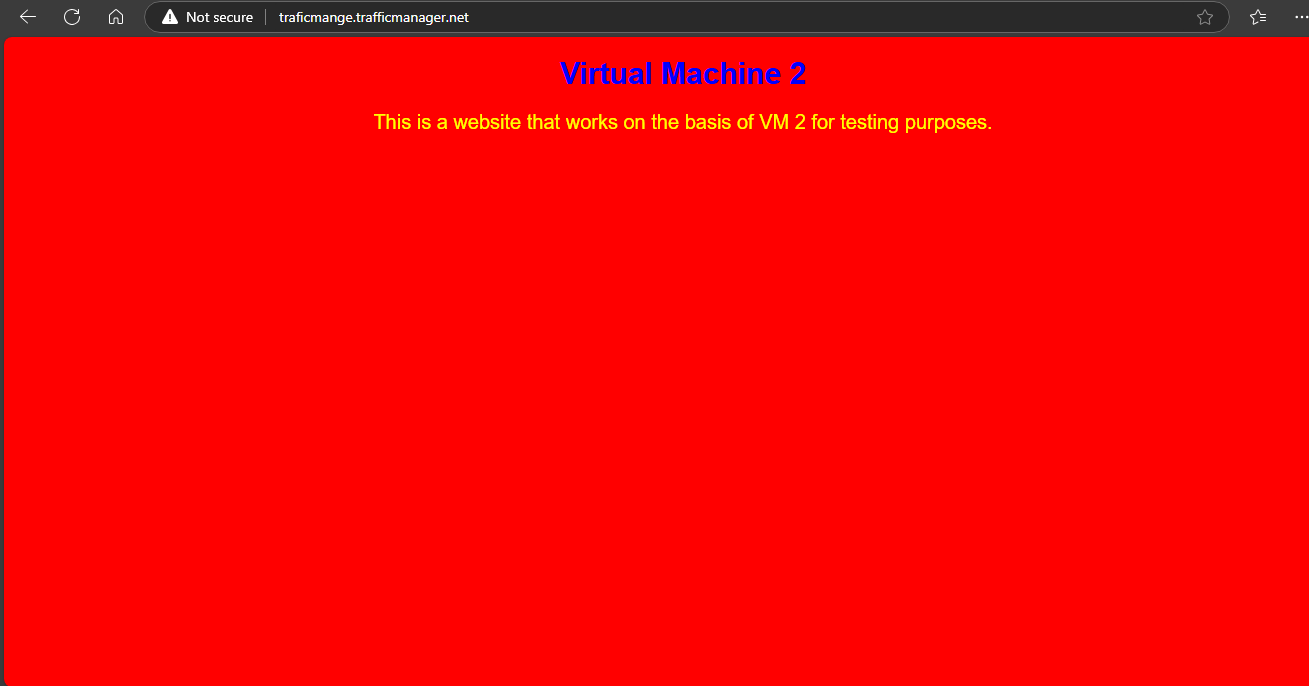 Not secure traficmange.trafficmanager.net
Virtual Machine 2
This is a website that works on the basis of VM 2 for testing purposes.